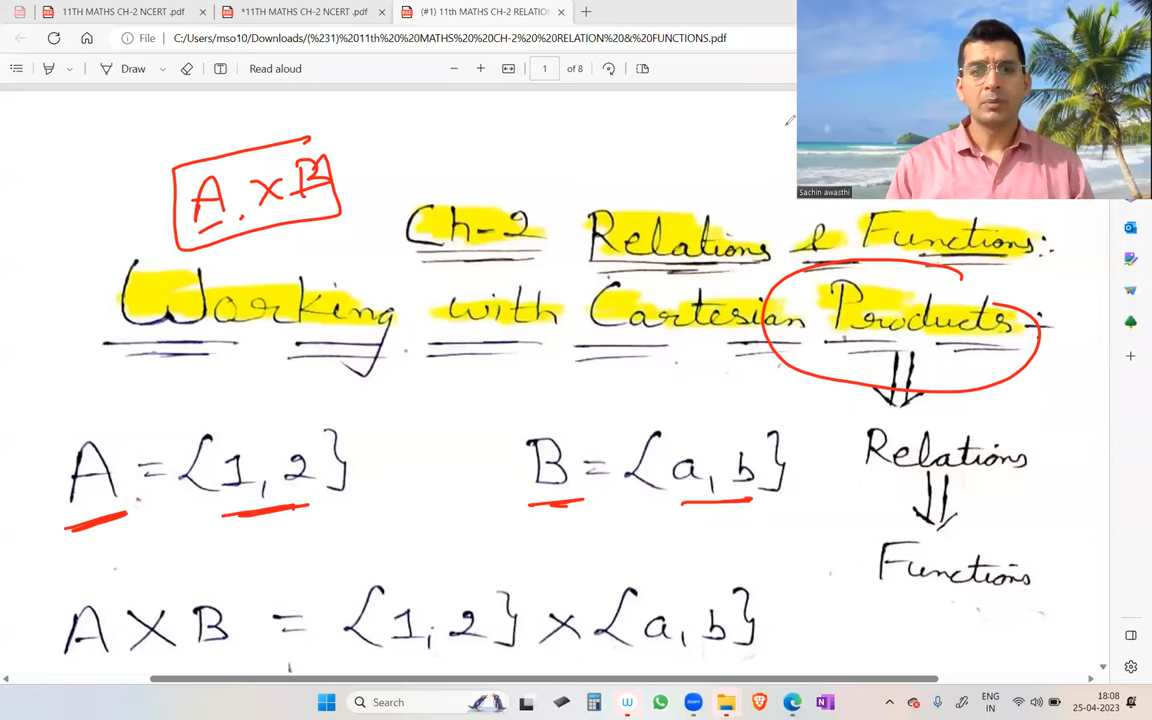 11TH MATHS CH-2 NCERT .pdf
*11TH MATHS CH-2 NCERT .pdf
(#1) 11th MATHS CH-2 RELATIO
File
C:/Users/mso10/Downloads/(%231)%2011th%20%20MATHS%20%20CH-2%20%20RELATION%20&%20FUNCTIONS.pdf
Draw
Read aloud
1 of 8
Sachin awasthi
A × B
Ch-2 Relations & Functions:
Working with Cartesian Products:-
A = {1, 2}
B = {a, b}
Relations
Functions
A X B = {1, 2} × {a, b}
Search
ENG
IN
18:08
25-04-2023